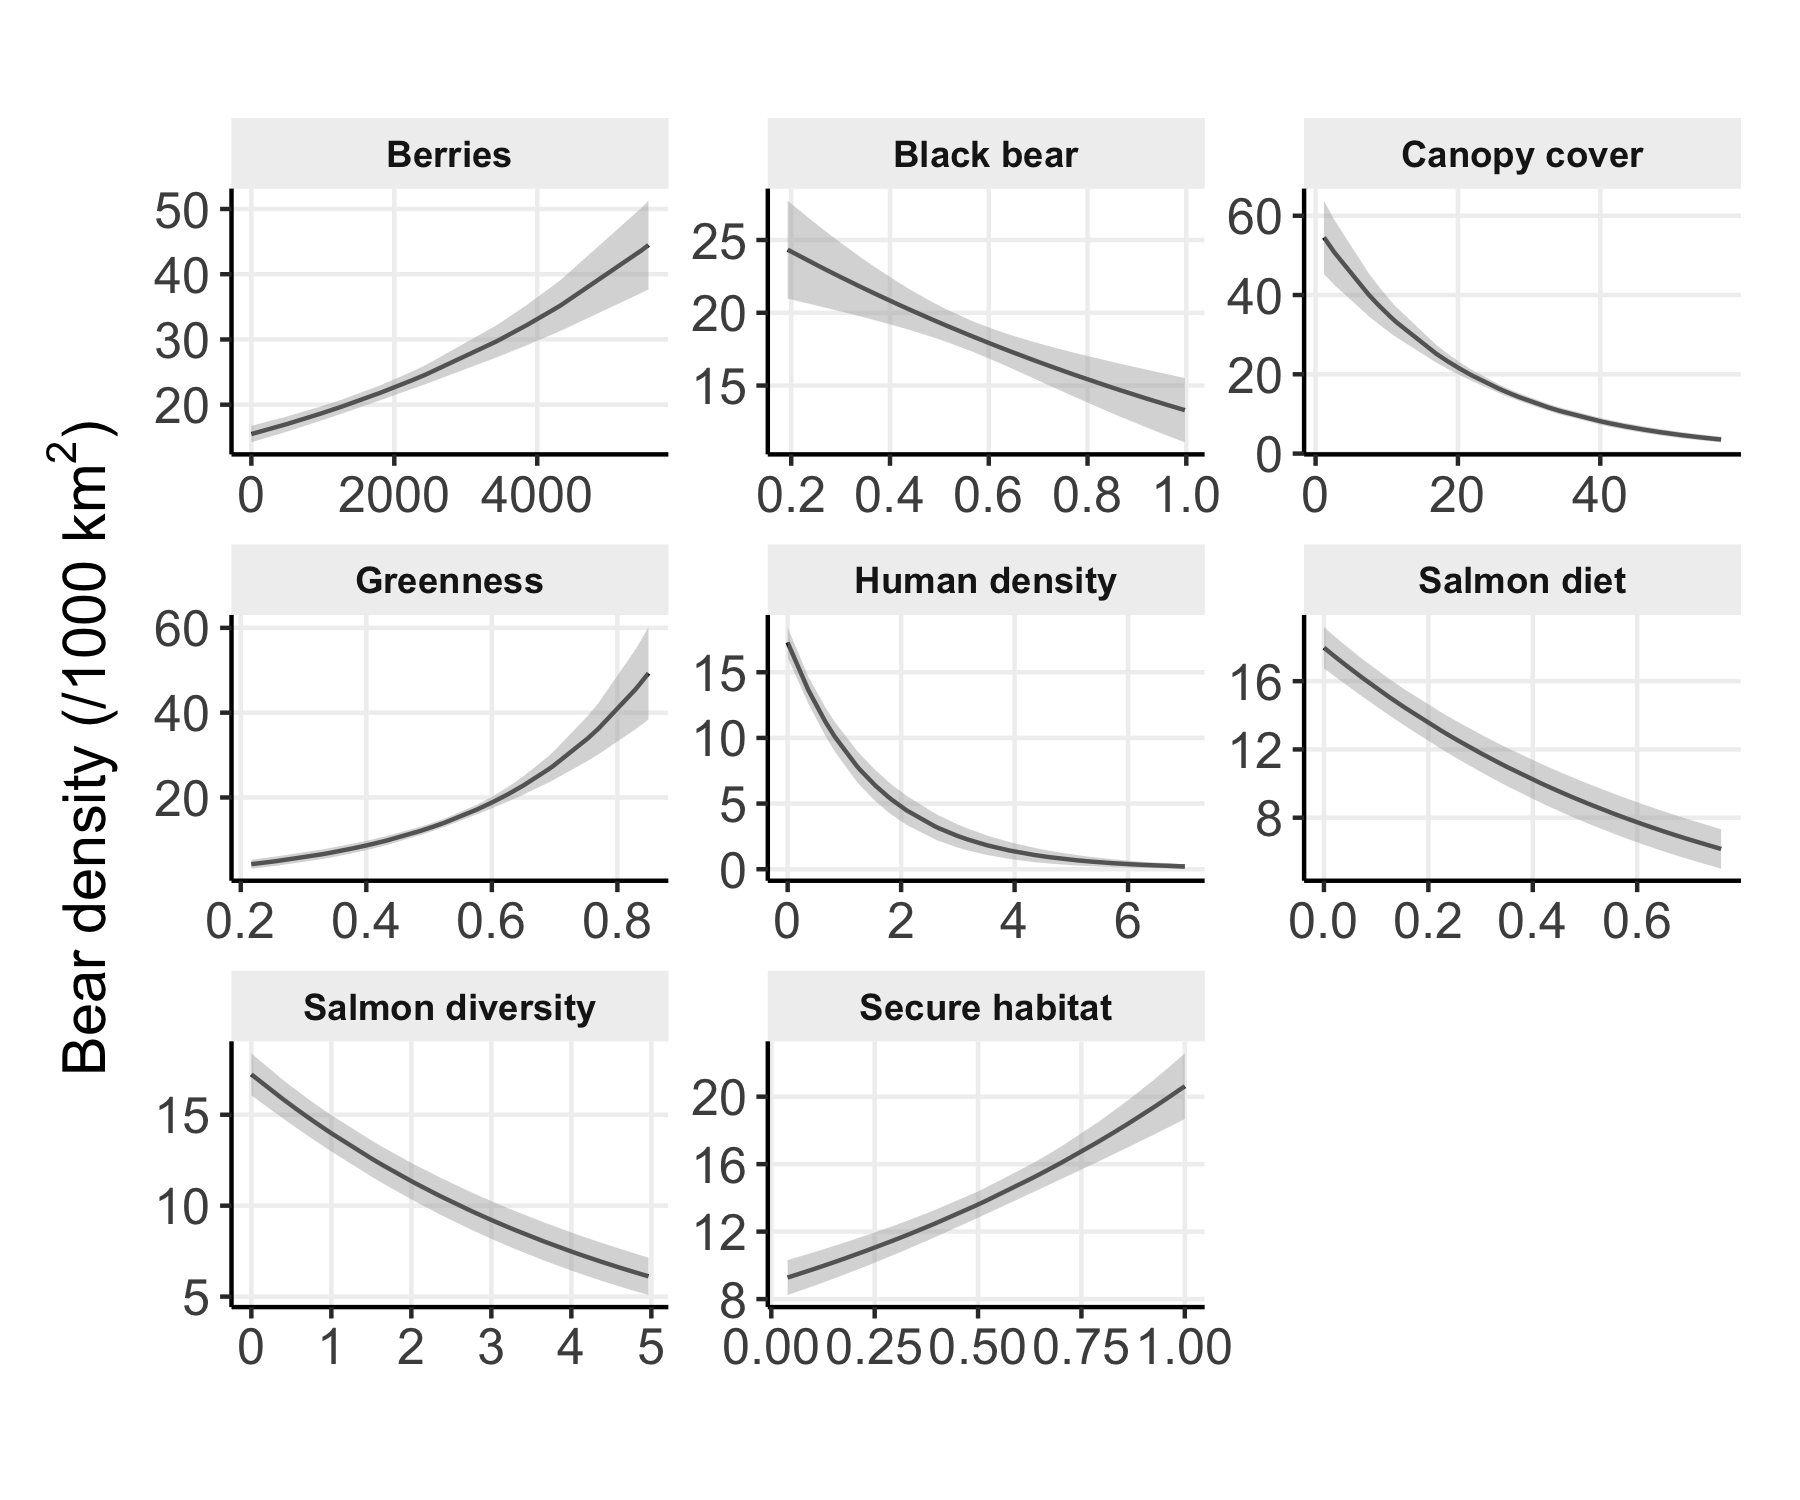 Bear density (/1000 km²)
Berries
50
40
30
20
0 2000 4000
Black bear
25
20
15
0.2 0.4 0.6 0.8 1.0
Canopy cover
60
40
20
0
0 20 40
Greenness
60
40
20
0.2 0.4 0.6 0.8
Human density
15
10
5
0
0 2 4 6
Salmon diet
16
12
8
0.0 0.2 0.4 0.6
Salmon diversity
15
10
5
0 1 2 3 4 5
Secure habitat
20
16
12
8
0.00 0.25 0.50 0.75 1.00